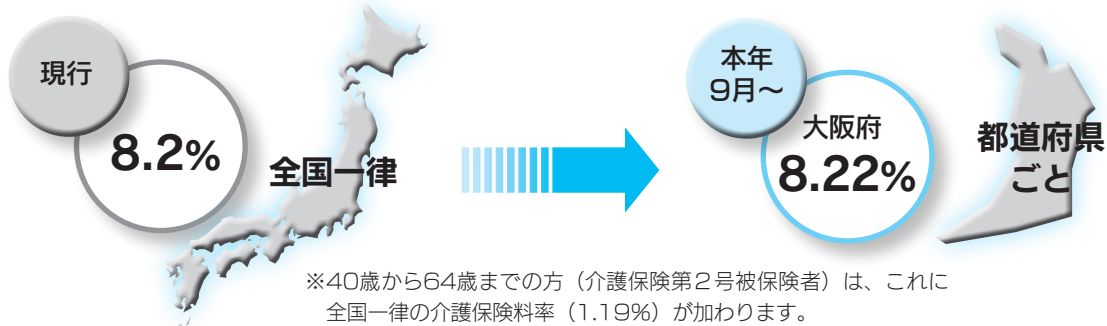 現行
8.2%
全国一律
本年
9月～
大阪府
8.22%
都道府県
ごと
※40歳から64歳までの方（介護保険第２号被保険者）は、これに
全国一律の介護保険料率（1.19%）が加わります。